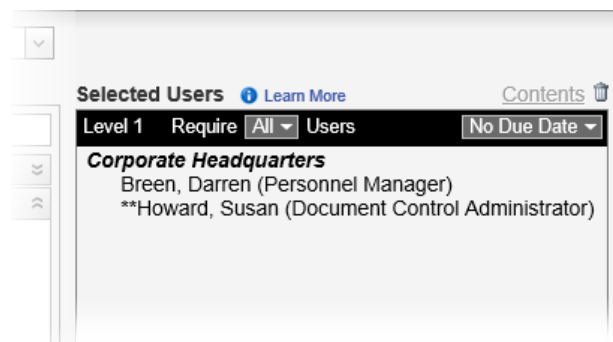 Selected Users Learn More Contents
Level 1 Require All Users No Due Date
Corporate Headquarters
Breen, Darren (Personnel Manager)
**Howard, Susan (Document Control Administrator)